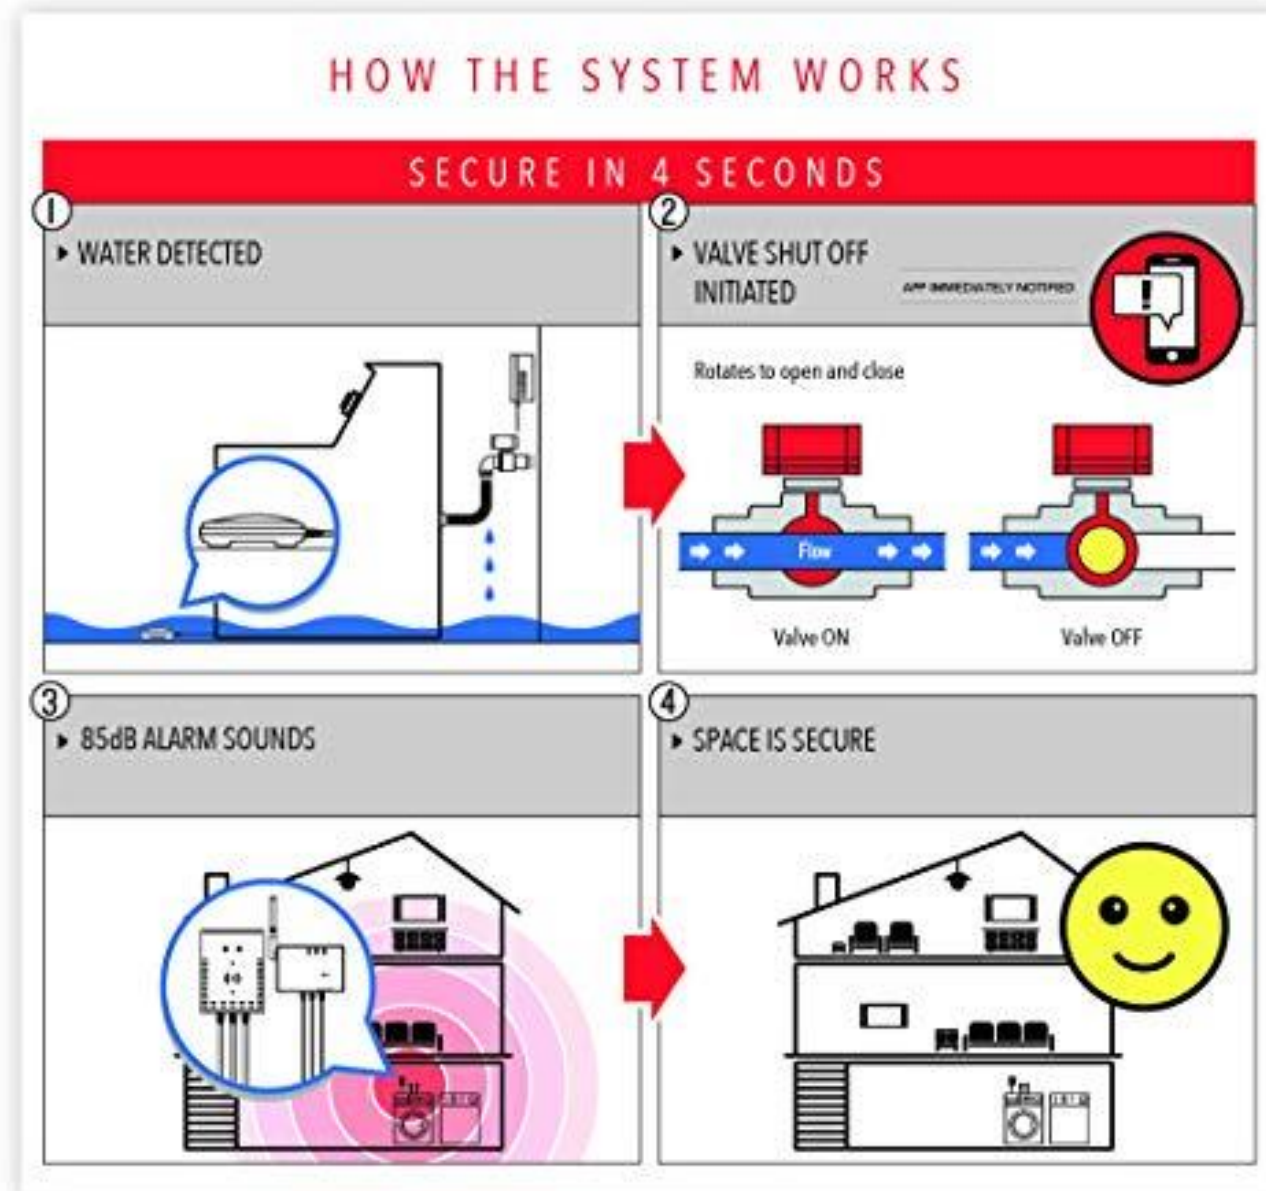 HOW THE SYSTEM WORKS
SECURE IN 4 SECONDS
1
▸ WATER DETECTED
2
▸ VALVE SHUT OFF
INITIATED
APP IMMEDIATELY NOTIFIED
!
Rotates to open and close
Flow
Valve ON
Valve OFF
3
▸ 85dB ALARM SOUNDS
4
▸ SPACE IS SECURE